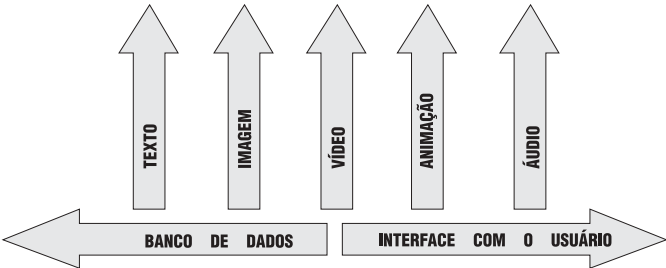 TEXTO
IMAGEM
VÍDEO
ANIMAÇÃO
ÁUDIO
BANCO DE DADOS
INTERFACE COM O USUÁRIO